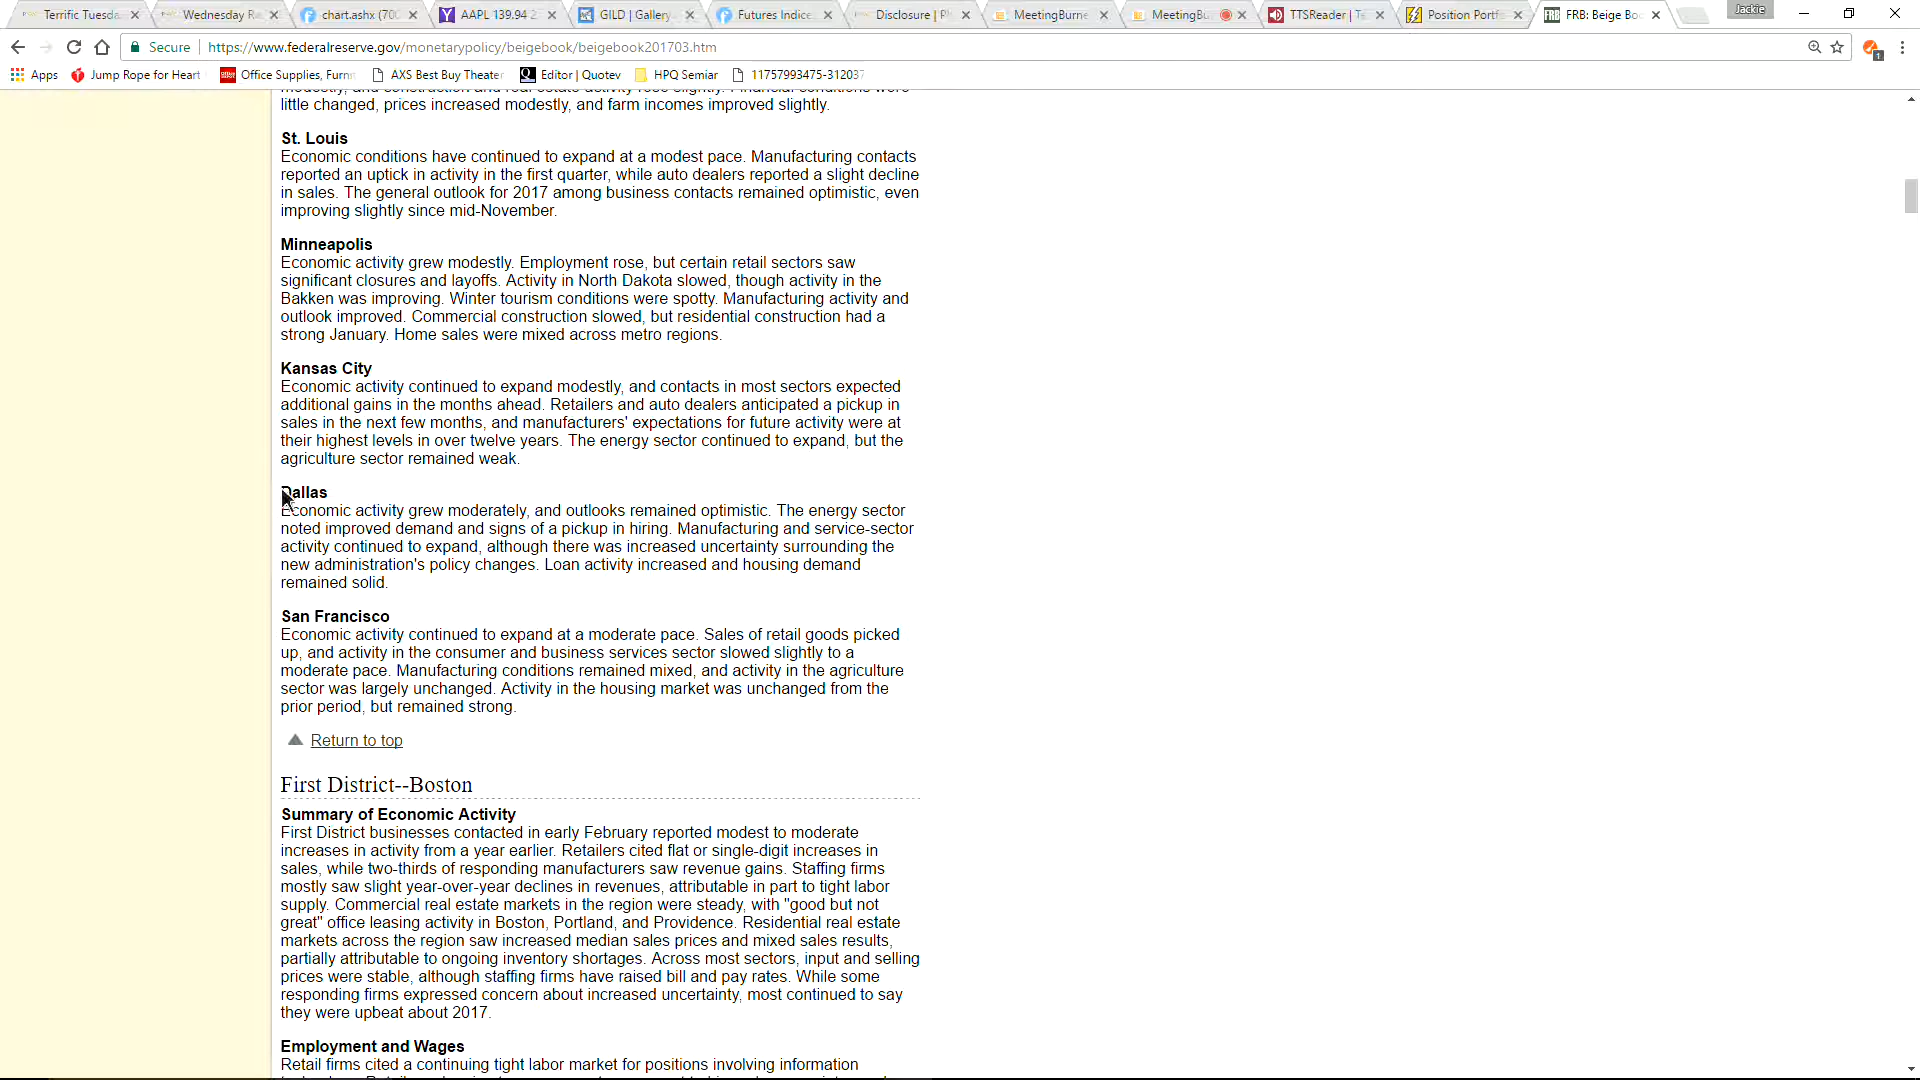 Terrific Tuesda
Wednesday R
chart.ashx (700
AAPL 139.94 2
GILD | Gallery
Futures Indice
Disclosure | P
MeetingBurne
MeetingBu
TTSReader | Te
Position Portf
FRB: Beige Bo
Jackie
Secure
https://www.federalreserve.gov/monetarypolicy/beigebook/beigebook201703.htm
1
Apps
Jump Rope for Heart
Office Supplies, Furni
AXS Best Buy Theater
Editor | Quotev
HPQ Semiar
11757993475-312037
little changed, prices increased modestly, and farm incomes improved slightly.
St. Louis
Economic conditions have continued to expand at a modest pace. Manufacturing contacts
reported an uptick in activity in the first quarter, while auto dealers reported a slight decline
in sales. The general outlook for 2017 among business contacts remained optimistic, even
improving slightly since mid-November.
Minneapolis
Economic activity grew modestly. Employment rose, but certain retail sectors saw
significant closures and layoffs. Activity in North Dakota slowed, though activity in the
Bakken was improving. Winter tourism conditions were spotty. Manufacturing activity and
outlook improved. Commercial construction slowed, but residential construction had a
strong January. Home sales were mixed across metro regions.
Kansas City
Economic activity continued to expand modestly, and contacts in most sectors expected
additional gains in the months ahead. Retailers and auto dealers anticipated a pickup in
sales in the next few months, and manufacturers' expectations for future activity were at
their highest levels in over twelve years. The energy sector continued to expand, but the
agriculture sector remained weak.
Dallas
Economic activity grew moderately, and outlooks remained optimistic. The energy sector
noted improved demand and signs of a pickup in hiring. Manufacturing and service-sector
activity continued to expand, although there was increased uncertainty surrounding the
new administration's policy changes. Loan activity increased and housing demand
remained solid.
San Francisco
Economic activity continued to expand at a moderate pace. Sales of retail goods picked
up, and activity in the consumer and business services sector slowed slightly to a
moderate pace. Manufacturing conditions remained mixed, and activity in the agriculture
sector was largely unchanged. Activity in the housing market was unchanged from the
prior period, but remained strong.
Return to top
First District--Boston
Summary of Economic Activity
First District businesses contacted in early February reported modest to moderate
increases in activity from a year earlier. Retailers cited flat or single-digit increases in
sales, while two-thirds of responding manufacturers saw revenue gains. Staffing firms
mostly saw slight year-over-year declines in revenues, attributable in part to tight labor
supply. Commercial real estate markets in the region were steady, with "good but not
great" office leasing activity in Boston, Portland, and Providence. Residential real estate
markets across the region saw increased median sales prices and mixed sales results,
partially attributable to ongoing inventory shortages. Across most sectors, input and selling
prices were stable, although staffing firms have raised bill and pay rates. While some
responding firms expressed concern about increased uncertainty, most continued to say
they were upbeat about 2017.
Employment and Wages
Retail firms cited a continuing tight labor market for positions involving information